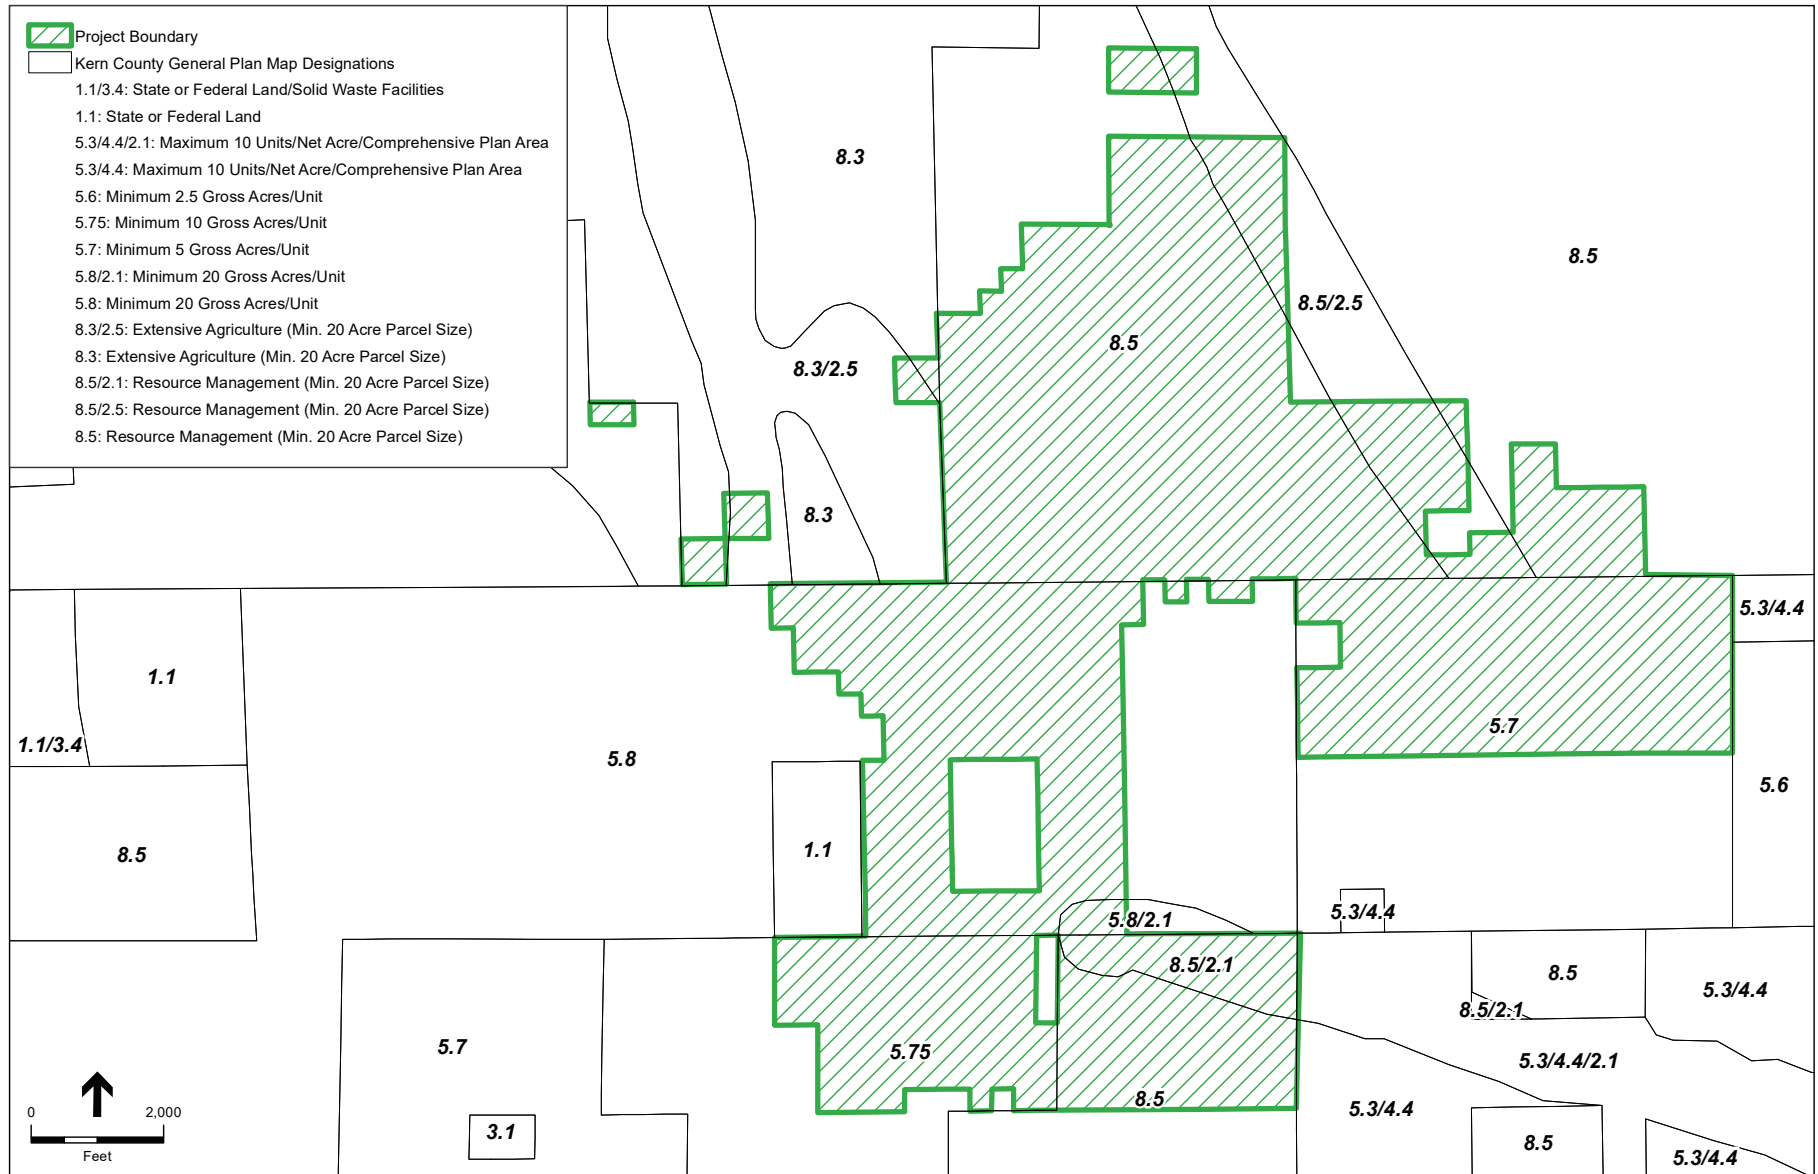 Project Boundary
Kern County General Plan Map Designations
1.1/3.4: State or Federal Land/Solid Waste Facilities
1.1: State or Federal Land
5.3/4.4/2.1: Maximum 10 Units/Net Acre/Comprehensive Plan Area
5.3/4.4: Maximum 10 Units/Net Acre/Comprehensive Plan Area
5.6: Minimum 2.5 Gross Acres/Unit
5.75: Minimum 10 Gross Acres/Unit
5.7: Minimum 5 Gross Acres/Unit
5.8/2.1: Minimum 20 Gross Acres/Unit
5.8: Minimum 20 Gross Acres/Unit
8.3/2.5: Extensive Agriculture (Min. 20 Acre Parcel Size)
8.3: Extensive Agriculture (Min. 20 Acre Parcel Size)
8.5/2.1: Resource Management (Min. 20 Acre Parcel Size)
8.5/2.5: Resource Management (Min. 20 Acre Parcel Size)
8.5: Resource Management (Min. 20 Acre Parcel Size)
8.3
8.5
8.5/2.5
8.5
8.3/2.5
8.3
5.3/4.4
1.1
5.7
1.1/3.4
5.8
5.6
1.1
8.5
5.3/4.4
5.8/2.1
8.5/2.1
8.5
5.3/4.4
8.5/2.1
5.7
5.75
5.3/4.4/2.1
8.5
5.3/4.4
3.1
8.5
5.3/4.4
0 2,000
Feet